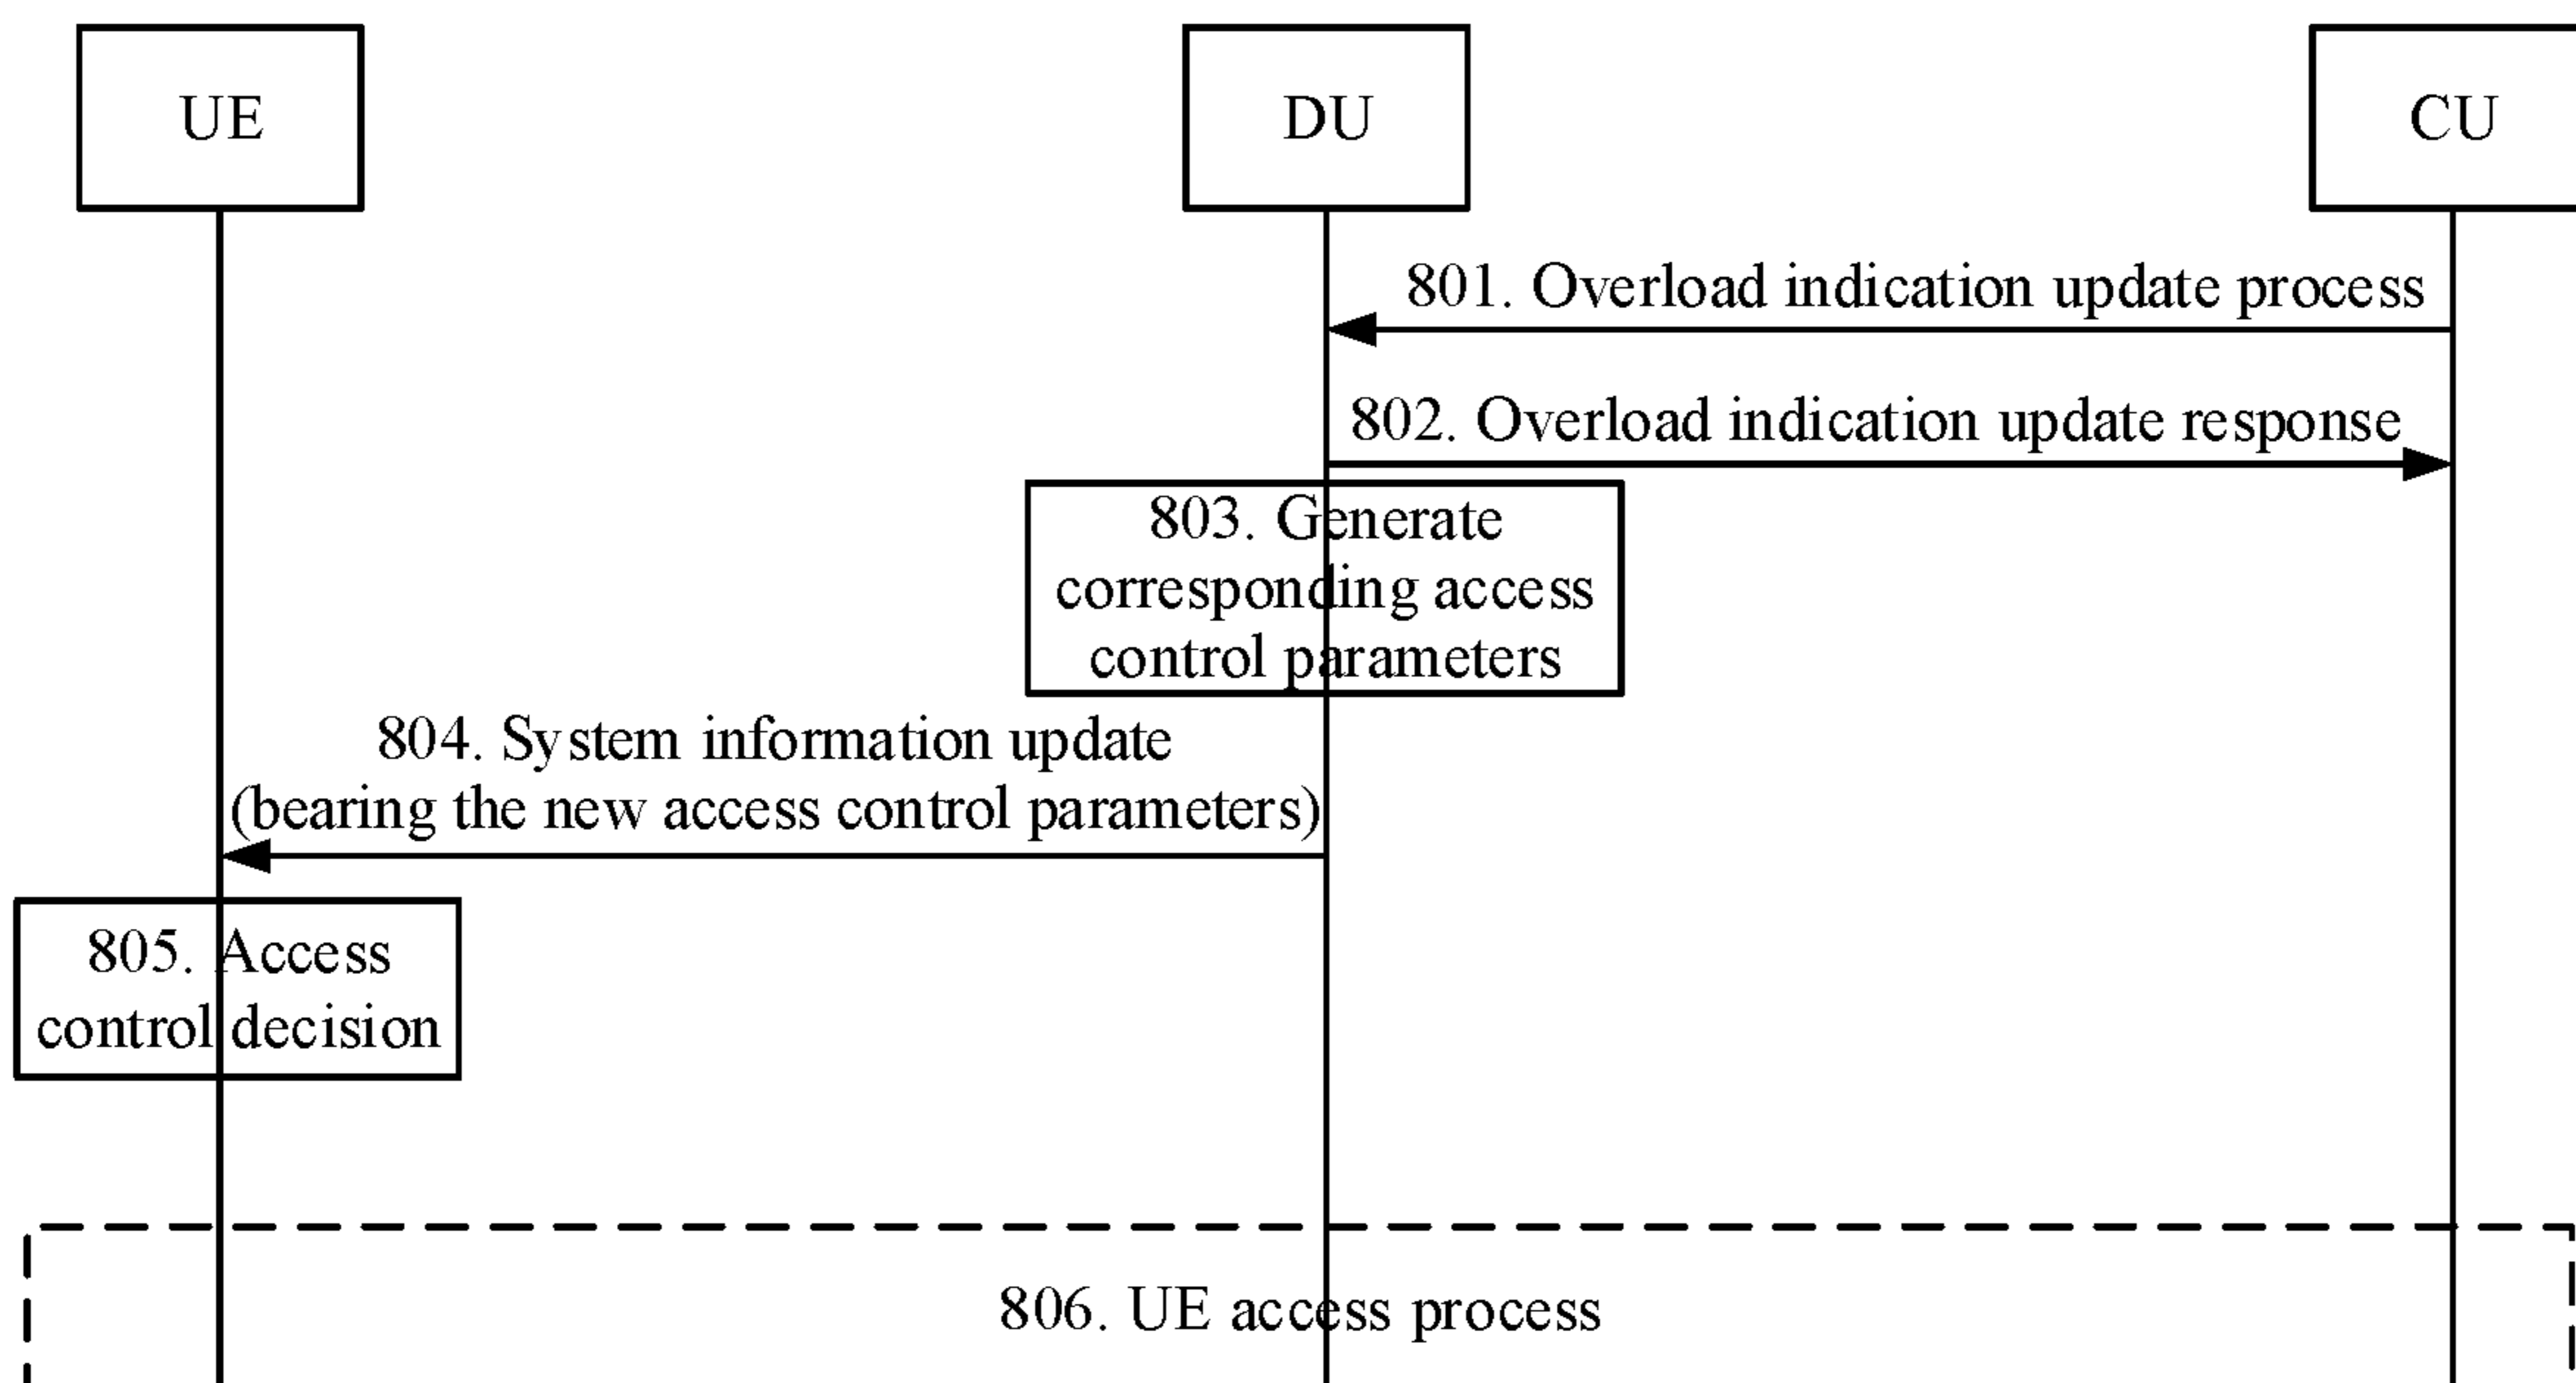 UE
DU
CU
801. Overload indication update process
802. Overload indication update response
803. Generate
corresponding access
control parameters
804. System information update
(bearing the new access control parameters)
805. Access
control decision
806. UE access process